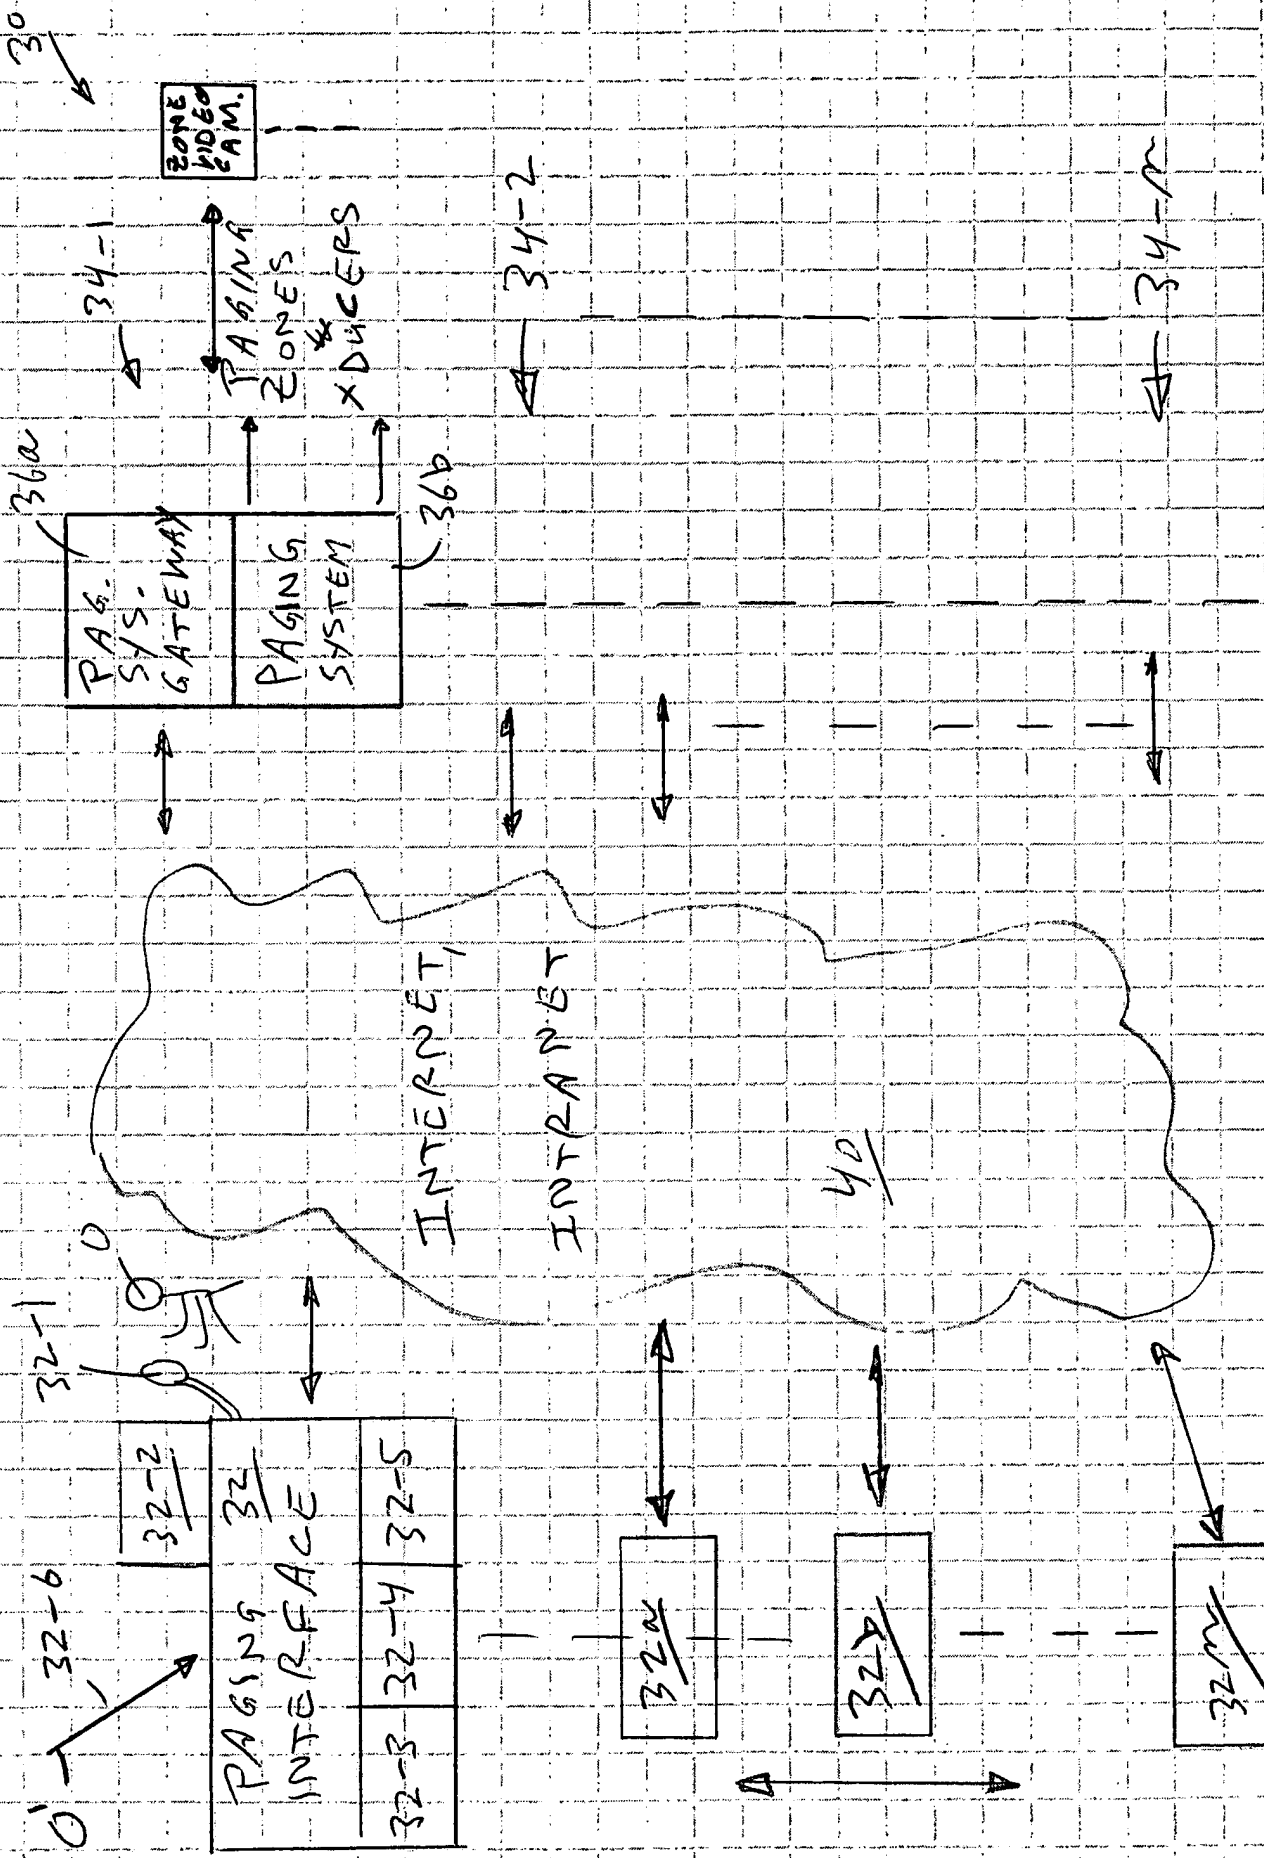 O'
32-6
32-1
O
32-2
PAGING 32
INTERFACE
32-3 32-4 32-5
32a
32b
32n
INTERNET,
INTRANET
40
36a
PAG.
SYS.
GATEWAY
PAGING
SYSTEM
36b
34-1
PAGING
ZONES
&
XDUCERS
34-2
34-n
30
ZONE
VIDEO
CAM.